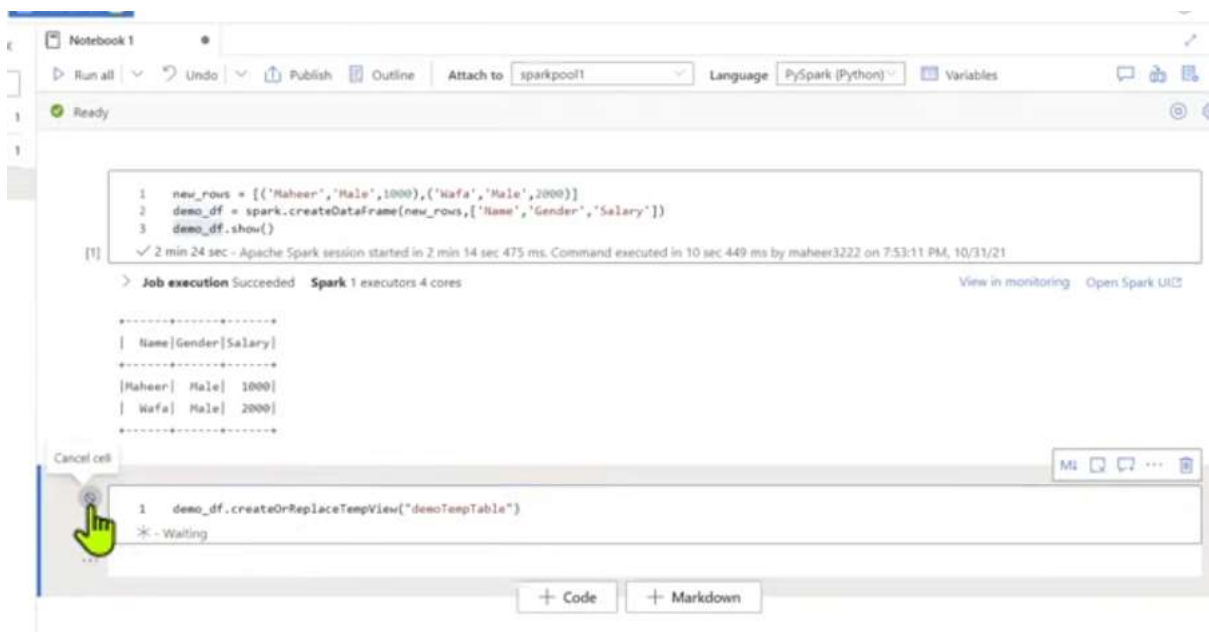 Notebook 1
Run all Undo Publish Outline Attach to sparkpool1 Language PySpark (Python) Variables
1 Ready
1
1 new_rows = [('Maheer','Male',1000),('Wafa','Male',2000)]
2 demo_df = spark.createDataFrame(new_rows,['Name','Gender','Salary'])
3 demo_df.show()
[1] ✓ 2 min 24 sec - Apache Spark session started in 2 min 14 sec 475 ms. Command executed in 10 sec 449 ms by maheer3222 on 7:53:11 PM, 10/31/21
> Job execution Succeeded Spark 1 executors 4 cores View in monitoring Open Spark UI
+------+------+------+
|  Name|Gender|Salary|
+------+------+------+
|Maheer|  Male|  1000|
|  Wafa|  Male|  2000|
+------+------+------+
Cancel cell
M↓ ...
1 demo_df.createOrReplaceTempView("demoTempTable")
- Waiting
...
+ Code + Markdown